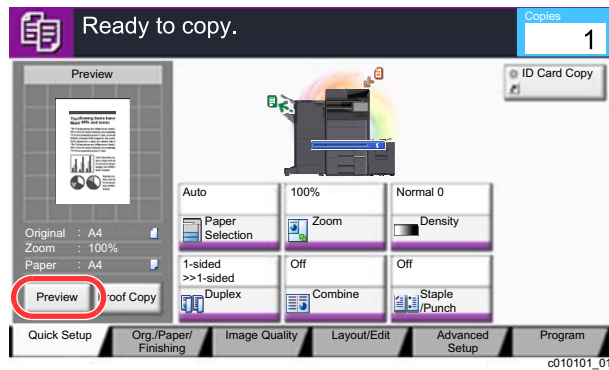 Ready to copy.
Copies
1
Preview
ID Card Copy
Original : A4
Zoom : 100%
Paper : A4
Preview
Proof Copy
Auto
Paper
Selection
100%
Zoom
Normal 0
Density
1-sided
>>1-sided
Duplex
Off
Combine
Off
Staple
/Punch
Quick Setup
Org./Paper/
Finishing
Image Quality
Layout/Edit
Advanced
Setup
Program
c010101_01